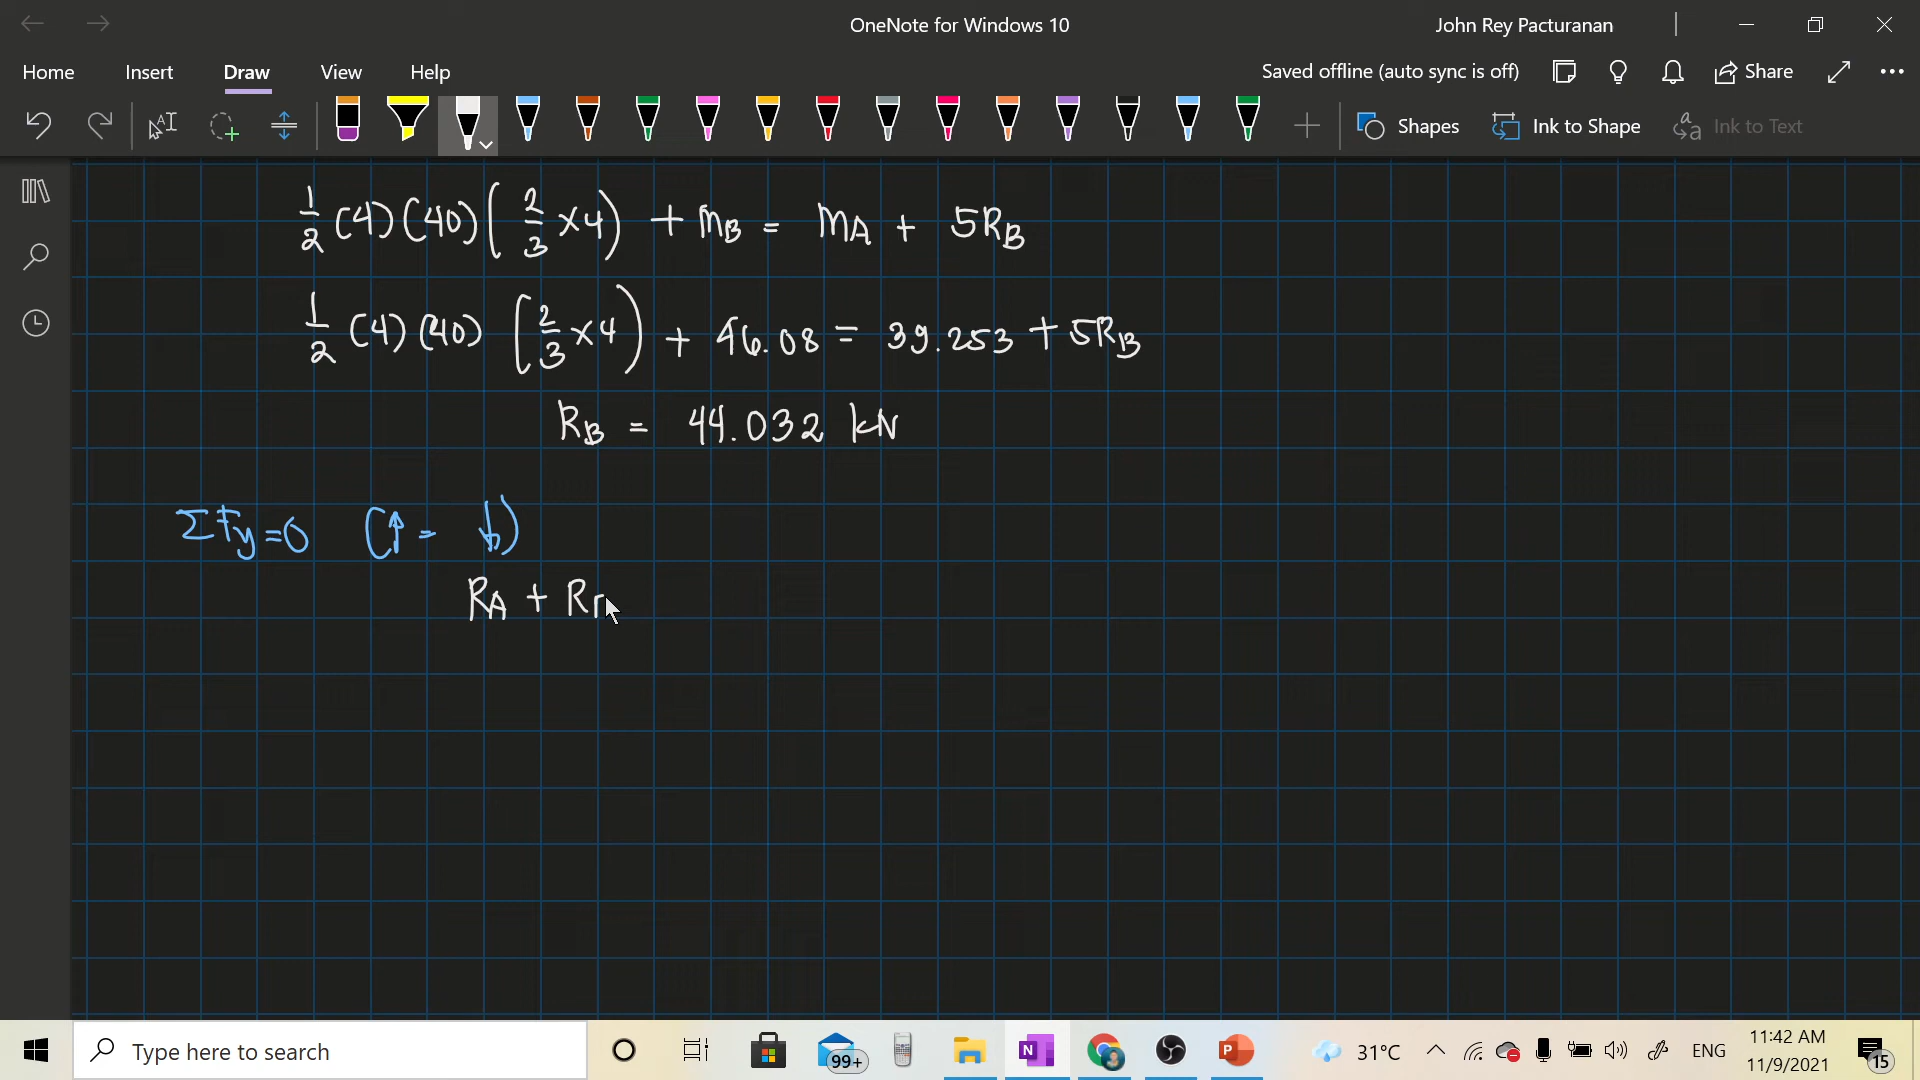 OneNote for Windows 10
John Rey Pacturanan
Home Insert Draw View Help
Saved offline (auto sync is off) Share
Shapes Ink to Shape Ink to Text
1/2 (4)(40)(2/3 x4) + MB = MA + 5RB
1/2 (4)(40) (2/3 x4) + 46.08 = 39.253 + 5RB
RB = 44.032 kN
ΣFy=0 (↑ = ↓)
RA + R
Type here to search
99+
31°C
ENG
11:42 AM
11/9/2021
15